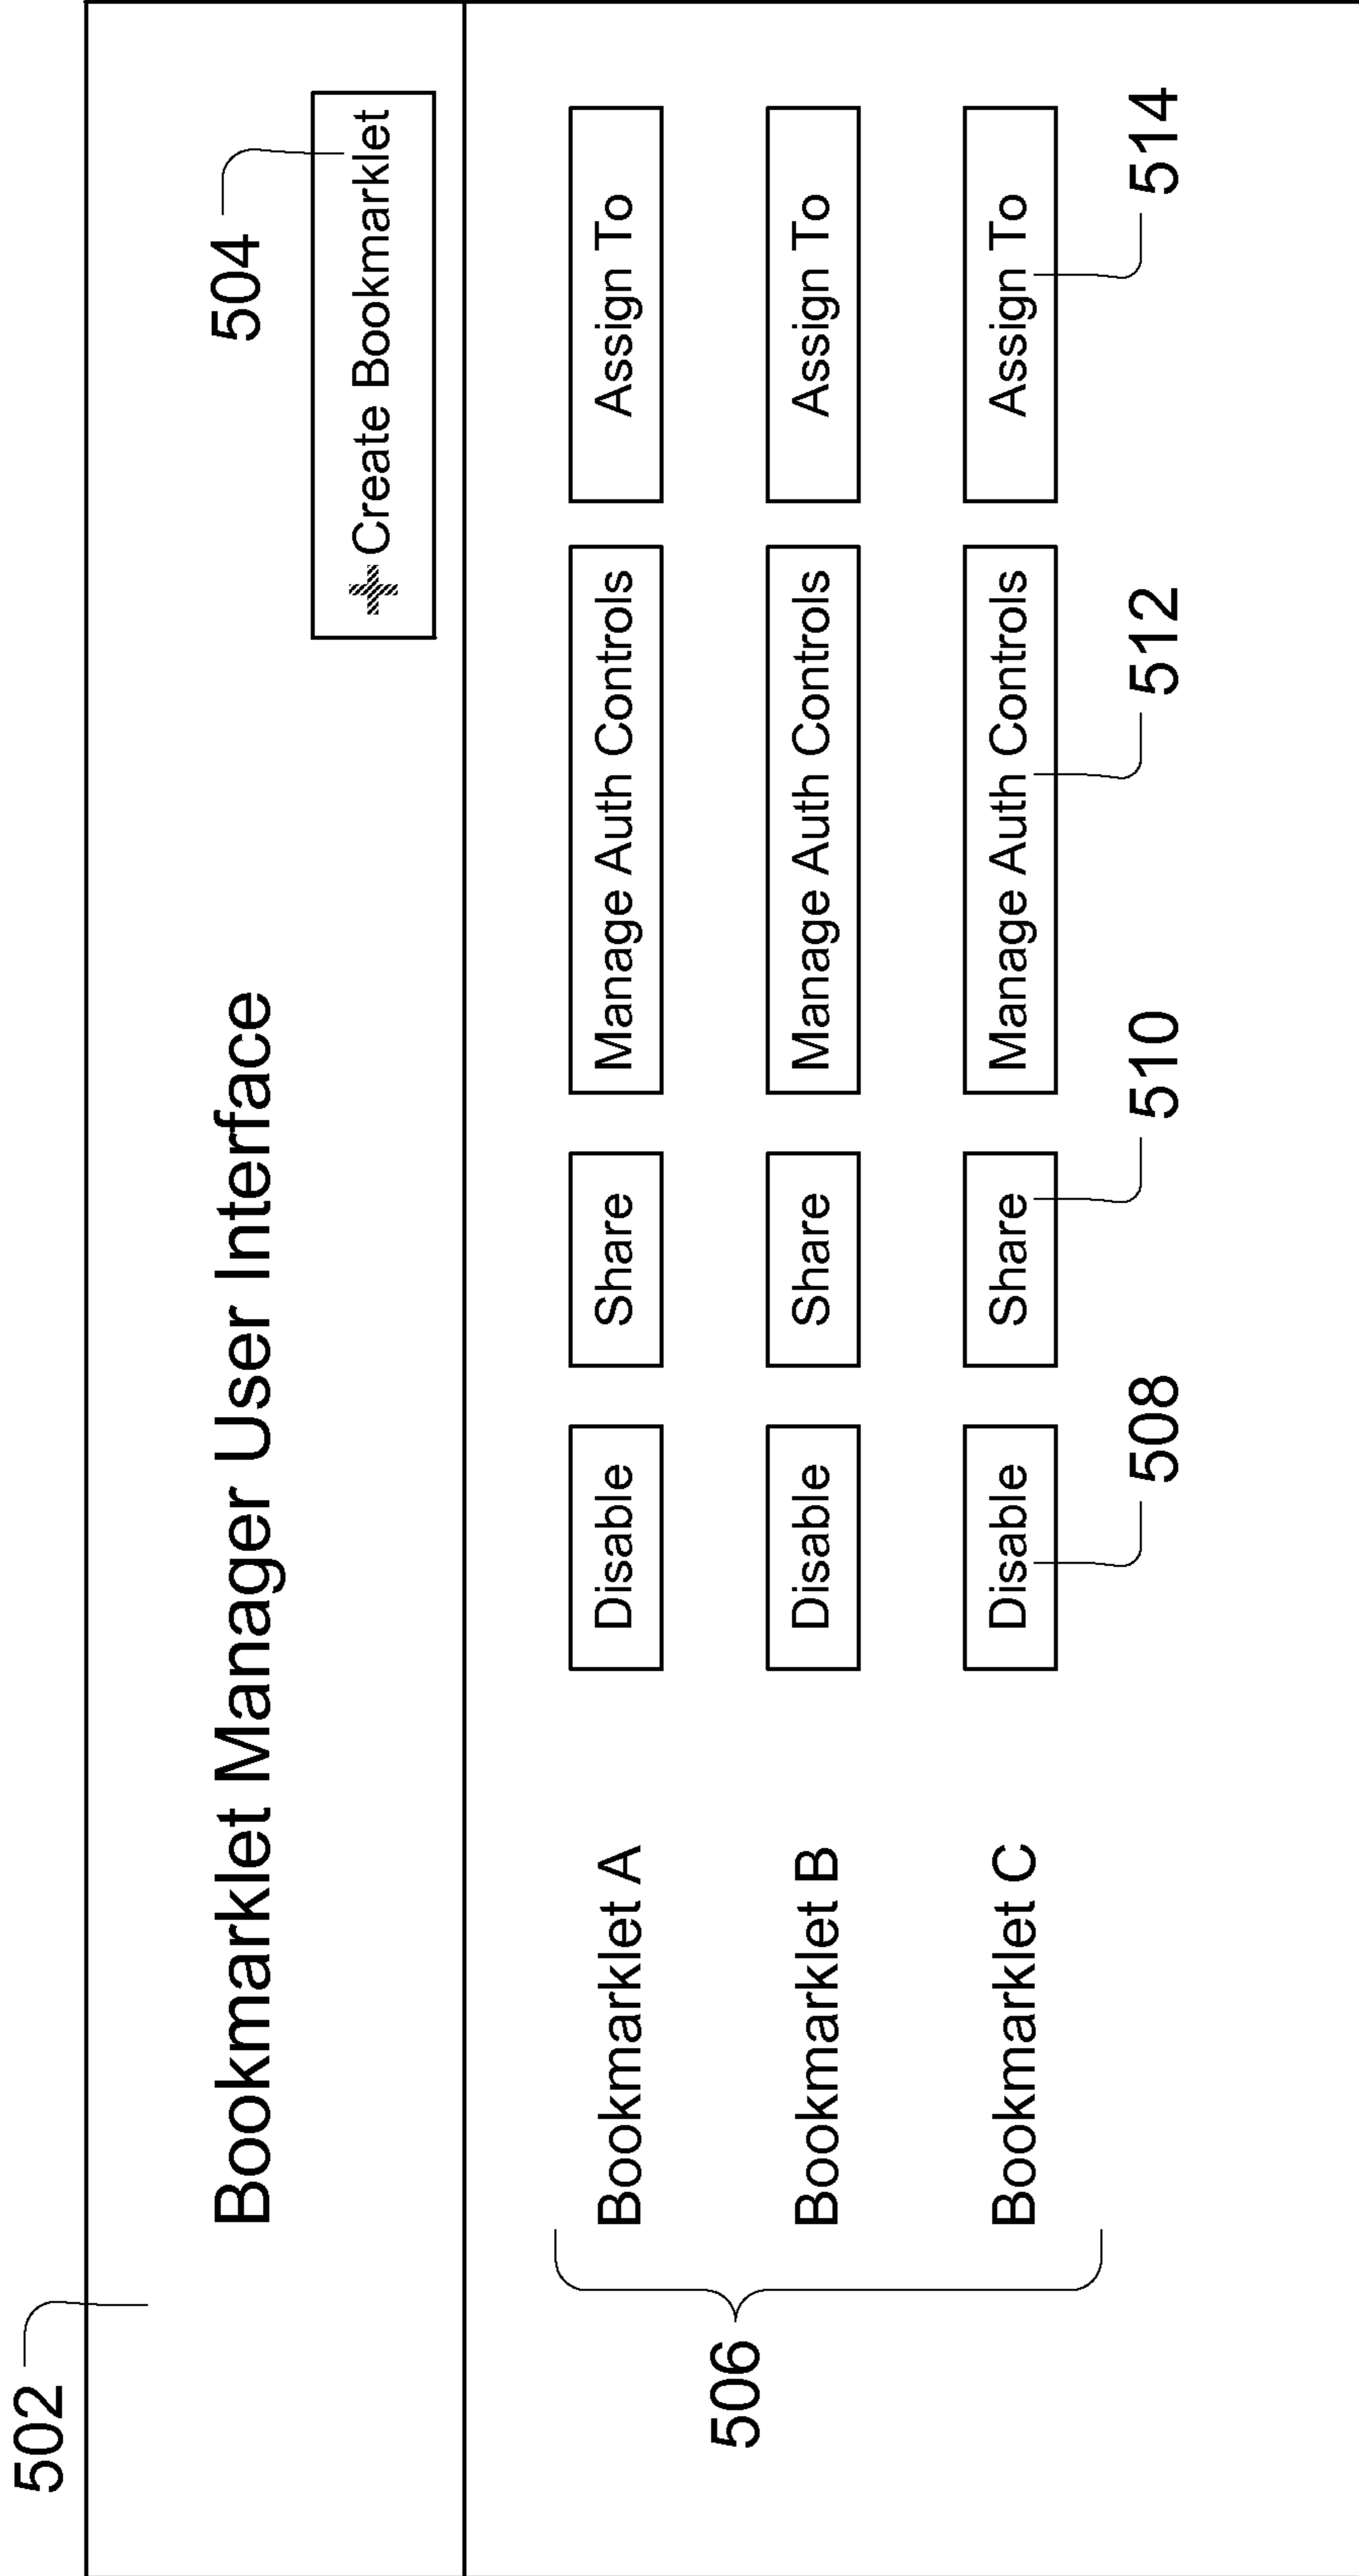 502
Bookmarklet Manager User Interface
504
Create Bookmarklet
506
Bookmarklet A Disable Share Manage Auth Controls Assign To
Bookmarklet B Disable Share Manage Auth Controls Assign To
Bookmarklet C Disable Share Manage Auth Controls Assign To
508 510 512 514